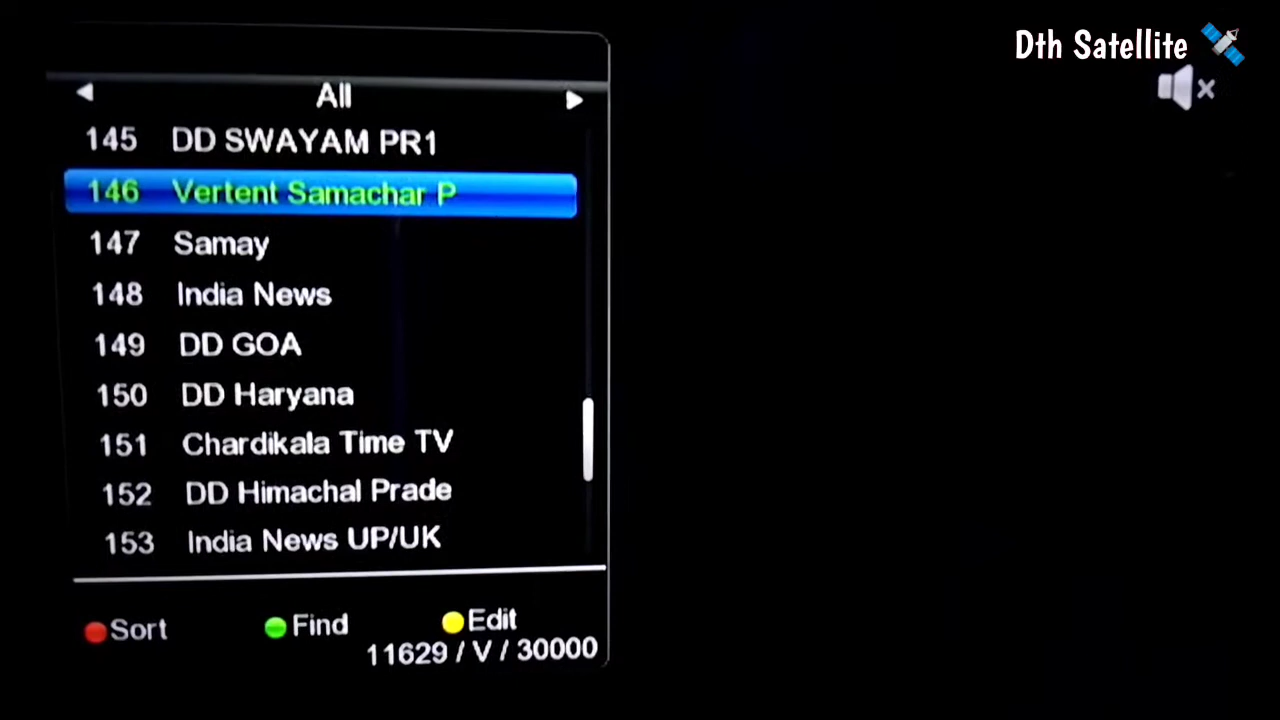 Dth Satellite
All
145 DD SWAYAM PR1
146 Vertent Samachar P
147 Samay
148 India News
149 DD GOA
150 DD Haryana
151 Chardikala Time TV
152 DD Himachal Prade
153 India News UP/UK
Sort Find Edit
11629 / V / 30000